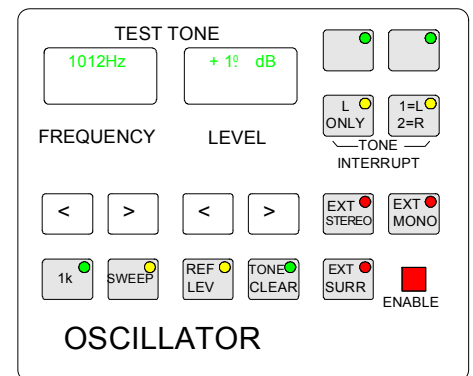 TEST TONE
1012Hz
+ 1º dB
FREQUENCY
LEVEL
L ONLY
1=L
2=R
TONE
INTERRUPT
< > < >
EXT STEREO
EXT MONO
1k
SWEEP
REF LEV
TONE CLEAR
EXT SURR
ENABLE
OSCILLATOR